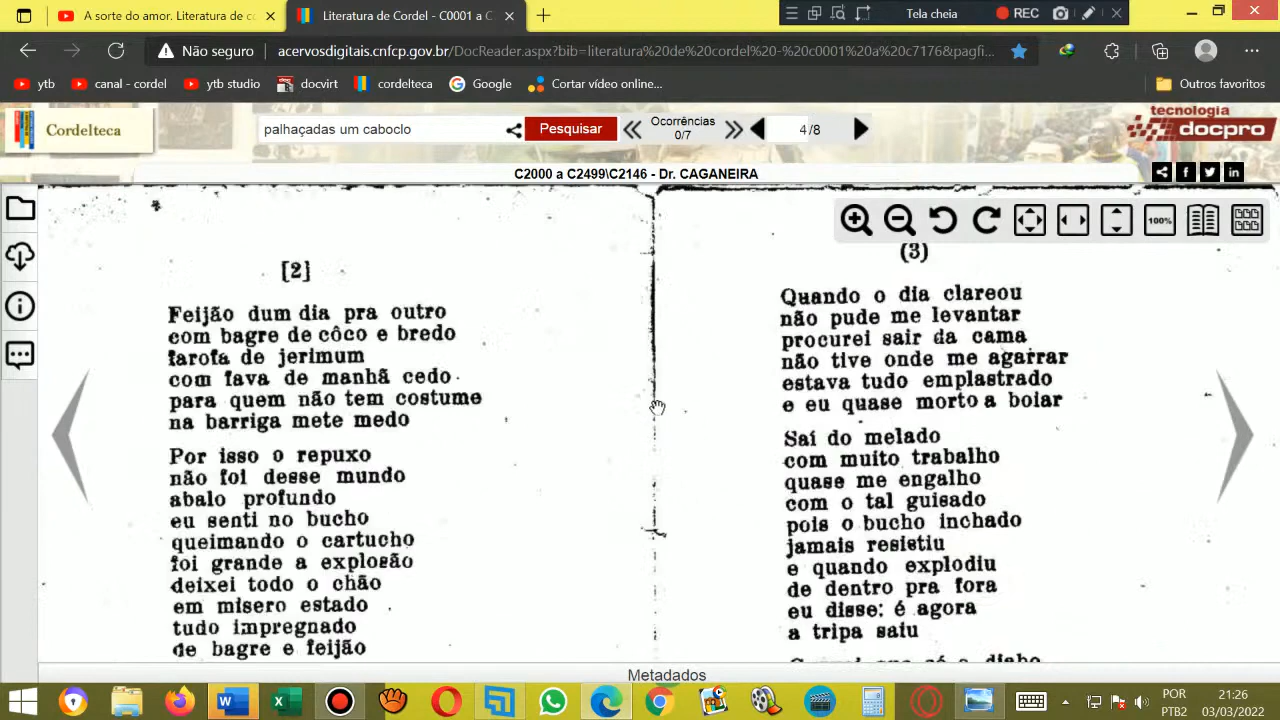 A sorte do amor. Literatura de co
Literatura de Cordel - C0001 a C
Tela cheia
REC
Não seguro
acervosdigitais.cnfcp.gov.br/DocReader.aspx?bib=literatura%20de%20cordel%20-%20c0001%20a%20c7176&pagfi...
ytb
canal - cordel
ytb studio
docvirt
cordelteca
Google
Cortar vídeo online...
Outros favoritos
Cordelteca
palhaçadas um caboclo
Pesquisar
Ocorrências
0/7
4/8
tecnologia
docpro
C2000 a C2499\C2146 - Dr. CAGANEIRA
100%
[2]
Feijão dum dia pra outro
com bagre de côco e bredo
farofa de jerimum
com fava de manhã cedo
para quem não tem costume
na barriga mete medo
Por isso o repuxo
não foi desse mundo
abalo profundo
eu senti no bucho
queimando o cartucho
foi grande a explosão
deixei todo o chão
em misero estado
tudo impregnado
de bagre e feijão
(3)
Quando o dia clareou
não pude me levantar
procurei sair da cama
não tive onde me agarrar
estava tudo emplastrado
e eu quase morto a boiar
Saí do melado
com muito trabalho
quase me engalho
com o tal guisado
pois o bucho inchado
jamais resistiu
e quando explodiu
de dentro pra fora
eu disse: é agora
a tripa saiu
Metadados
POR
PTB2
21:26
03/03/2022